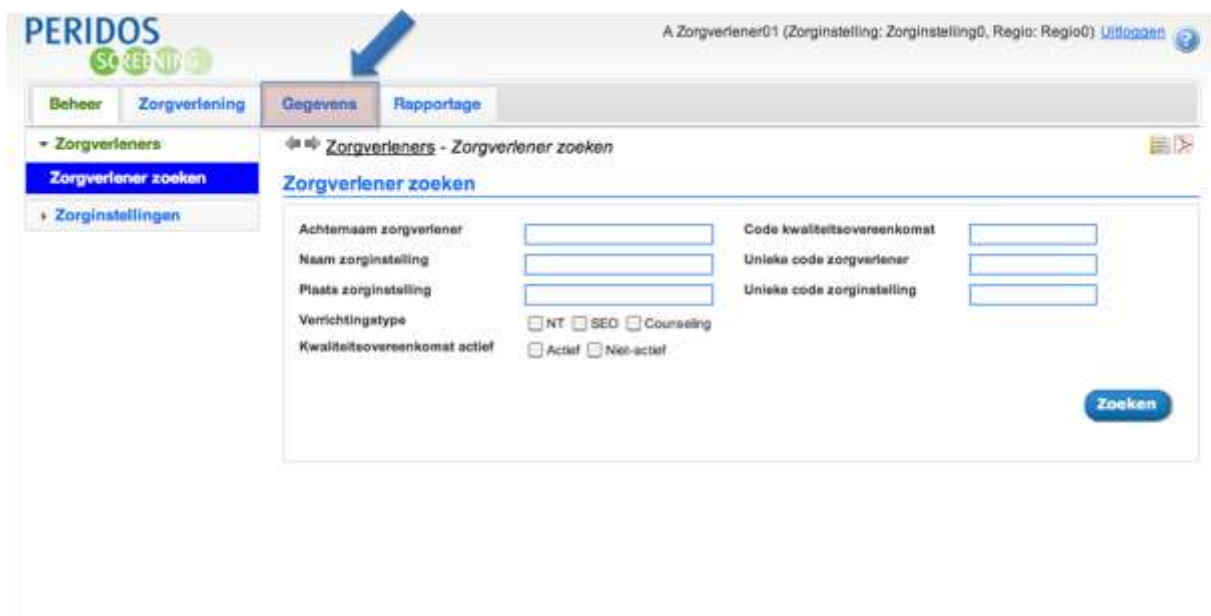 PERIDOS
SCREENING
A Zorgverlener01 (Zorginstelling: Zorginstelling0, Regio: Regio0) Uitloggen
Beheer Zorgverlening Gegevens Rapportage
Zorgverleners
Zorgverlener zoeken
Zorginstellingen
Zorgverleners - Zorgverlener zoeken
Zorgverlener zoeken
Achternaam zorgverlener Code kwaliteitsovereenkomst
Naam zorginstelling Unieke code zorgverlener
Plaats zorginstelling Unieke code zorginstelling
Verrichtingstype NT SEO Counseling
Kwaliteitsovereenkomst actief Actief Niet-actief
Zoeken